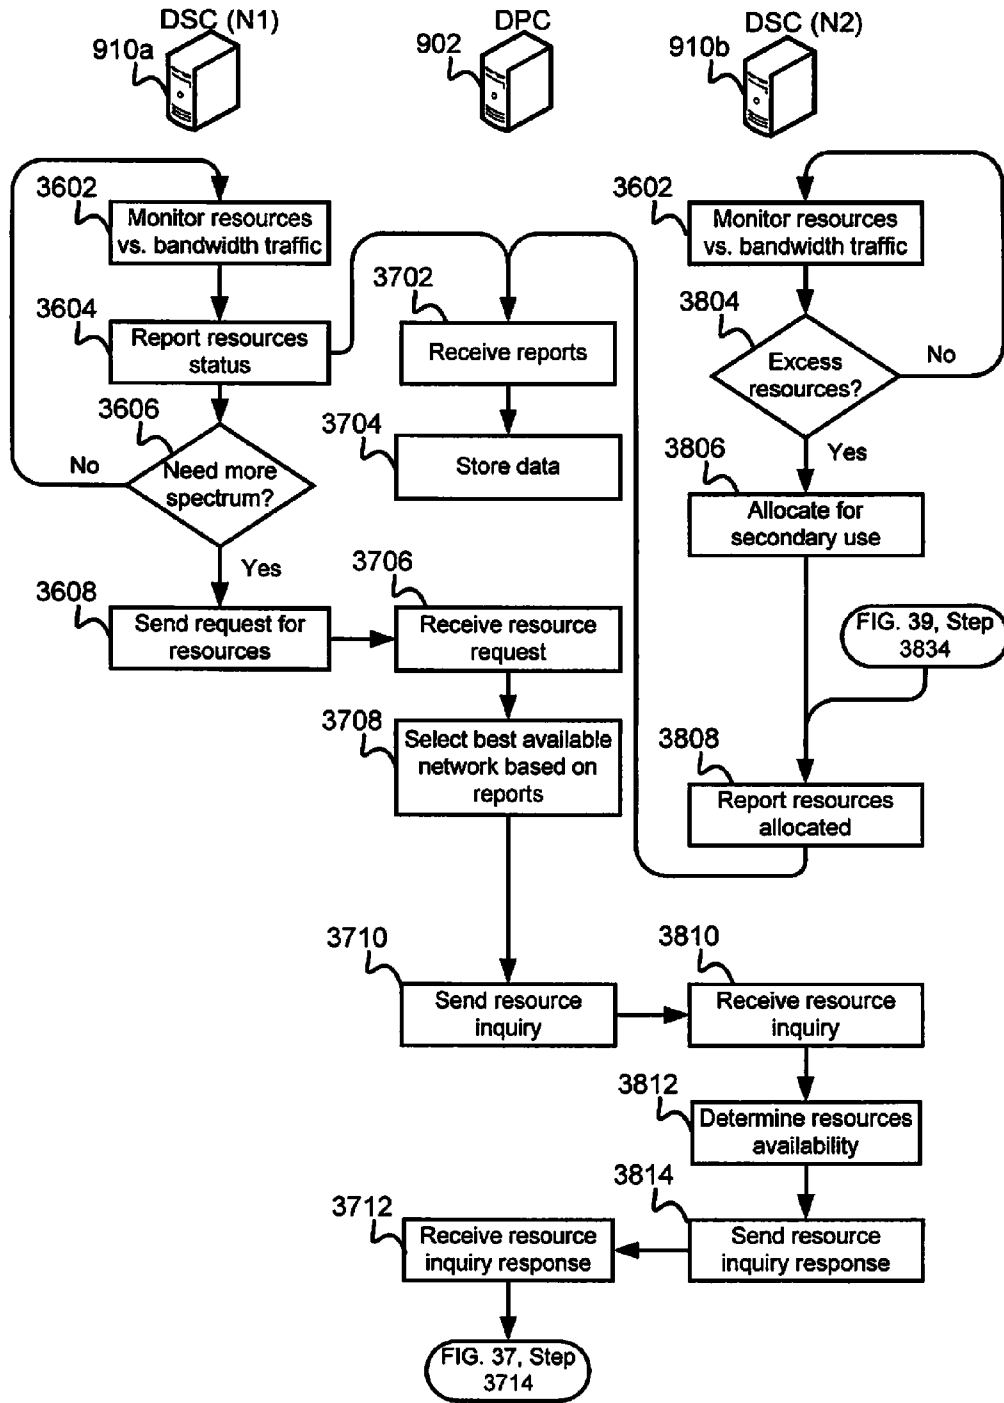 DSC (N1)
DPC
DSC (N2)
910a
902
910b
3602
Monitor resources
vs. bandwidth traffic
3602
Monitor resources
vs. bandwidth traffic
3604
Report resources
status
3702
Receive reports
3804
Excess
resources?
No
Yes
3606
Need more
spectrum?
No
Yes
3704
Store data
3806
Allocate for
secondary use
3608
Send request for
resources
3706
Receive resource
request
FIG. 39, Step
3834
3708
Select best available
network based on
reports
3808
Report resources
allocated
3710
Send resource
inquiry
3810
Receive resource
inquiry
3812
Determine resources
availability
3712
Receive resource
inquiry response
3814
Send resource
inquiry response
FIG. 37, Step
3714